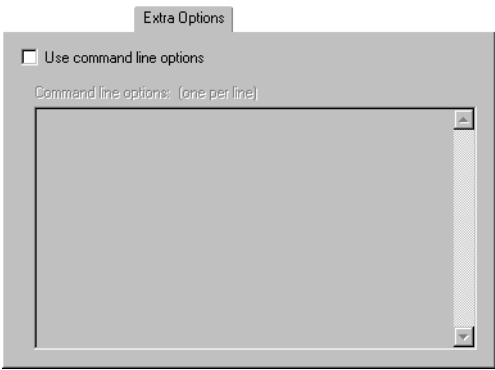 Extra Options
Use command line options
Command line options: (one per line)